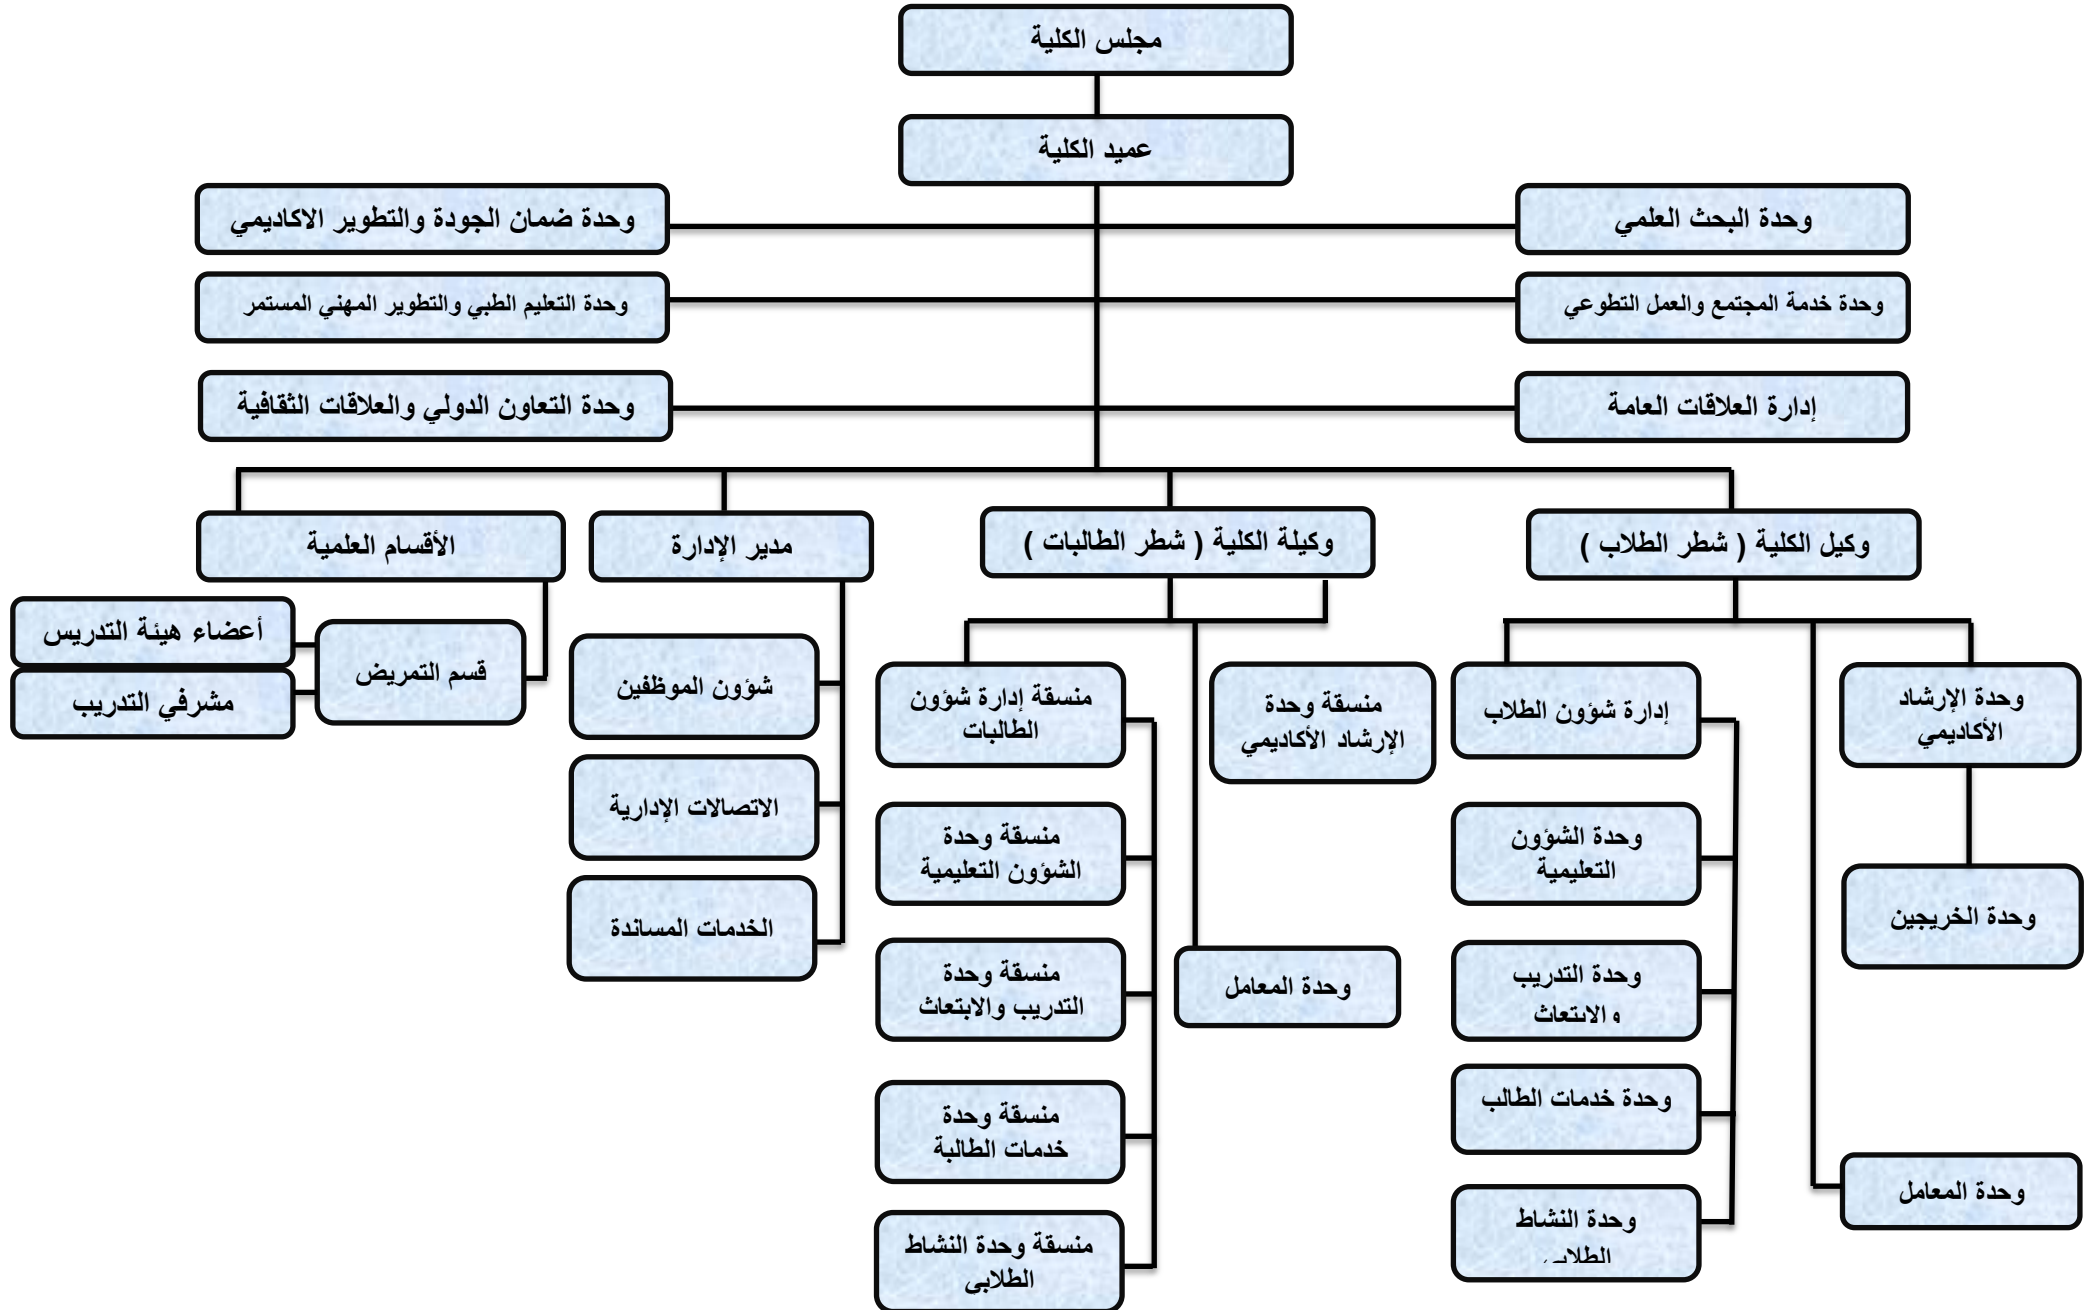 مجلس الكلية
عميد الكلية
وحدة البحث العلمي
وحدة ضمان الجودة والتطوير الاكاديمي
وحدة خدمة المجتمع والعمل التطوعي
وحدة التعليم الطبي والتطوير المهني المستمر
إدارة العلاقات العامة
وحدة التعاون الدولي والعلاقات الثقافية
وكيل الكلية ( شطر الطلاب )
وكيلة الكلية ( شطر الطالبات )
مدير الإدارة
الأقسام العلمية
وحدة الإرشاد
الأكاديمي
وحدة الخريجين
وحدة المعامل
إدارة شؤون الطلاب
وحدة الشؤون
التعليمية
وحدة التدريب
والابتعاث
وحدة خدمات الطالب
وحدة النشاط
الطلابي
منسقة وحدة
الإرشاد الأكاديمي
وحدة المعامل
منسقة إدارة شؤون
الطالبات
منسقة وحدة
الشؤون التعليمية
منسقة وحدة
التدريب والابتعاث
منسقة وحدة
خدمات الطالبة
منسقة وحدة النشاط
الطلابي
شؤون الموظفين
الاتصالات الإدارية
الخدمات المساندة
قسم التمريض
أعضاء هيئة التدريس
مشرفي التدريب